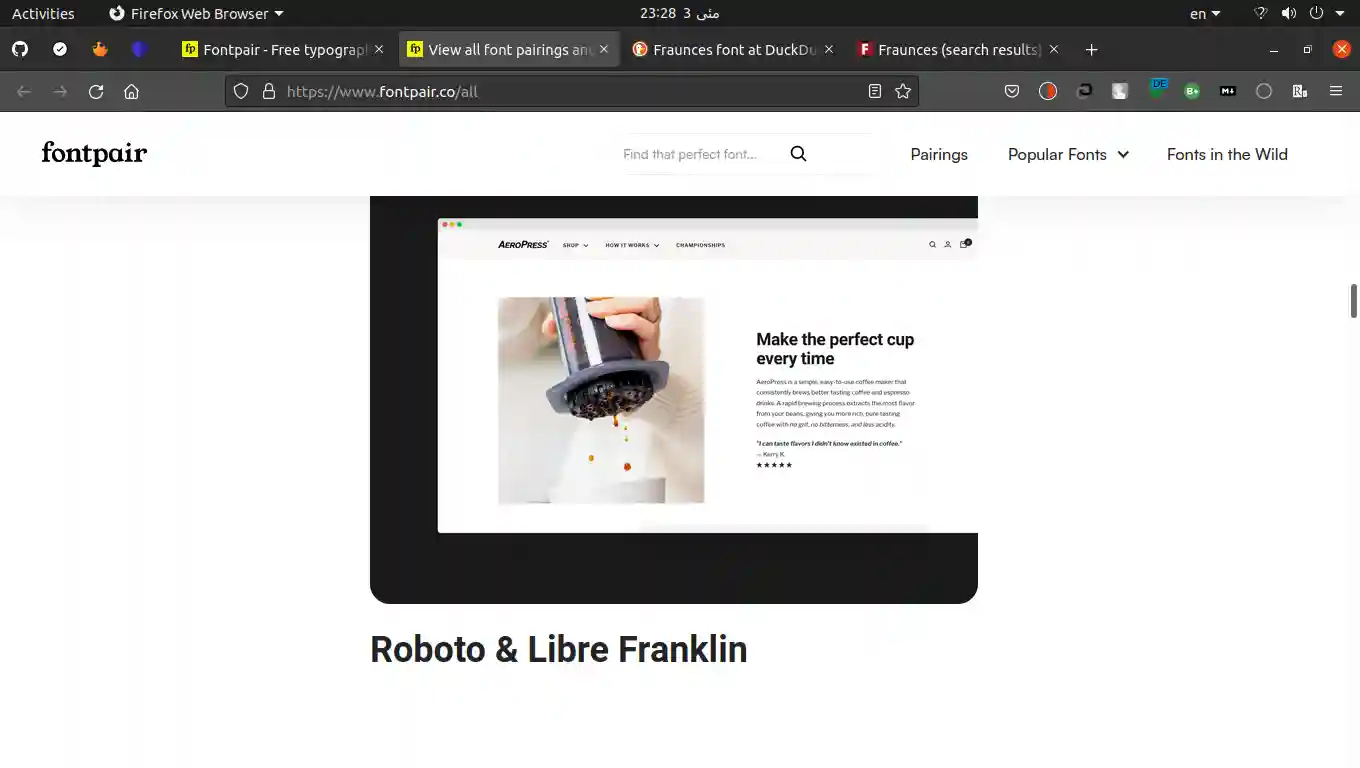 Activities
Firefox Web Browser
23:28 3 مئی
en
Fontpair - Free typograp
View all font pairings an
Fraunces font at DuckDu
Fraunces (search results)
https://www.fontpair.co/all
DE
B+
M
fontpair
Find that perfect font...
Pairings
Popular Fonts
Fonts in the Wild
AEROPRESS
SHOP
HOW IT WORKS
CHAMPIONSHIPS
Make the perfect cup
every time
AeroPress is a simple, easy-to-use coffee maker that
consistently brews better tasting coffee and espresso
drinks. A rapid brewing process extracts the most flavor
from your beans, giving you more rich, pure tasting
coffee with no grit, no bitterness, and less acidity.
"I can taste flavors I didn't know existed in coffee."
— Kerry K.
★★★★★
Roboto & Libre Franklin